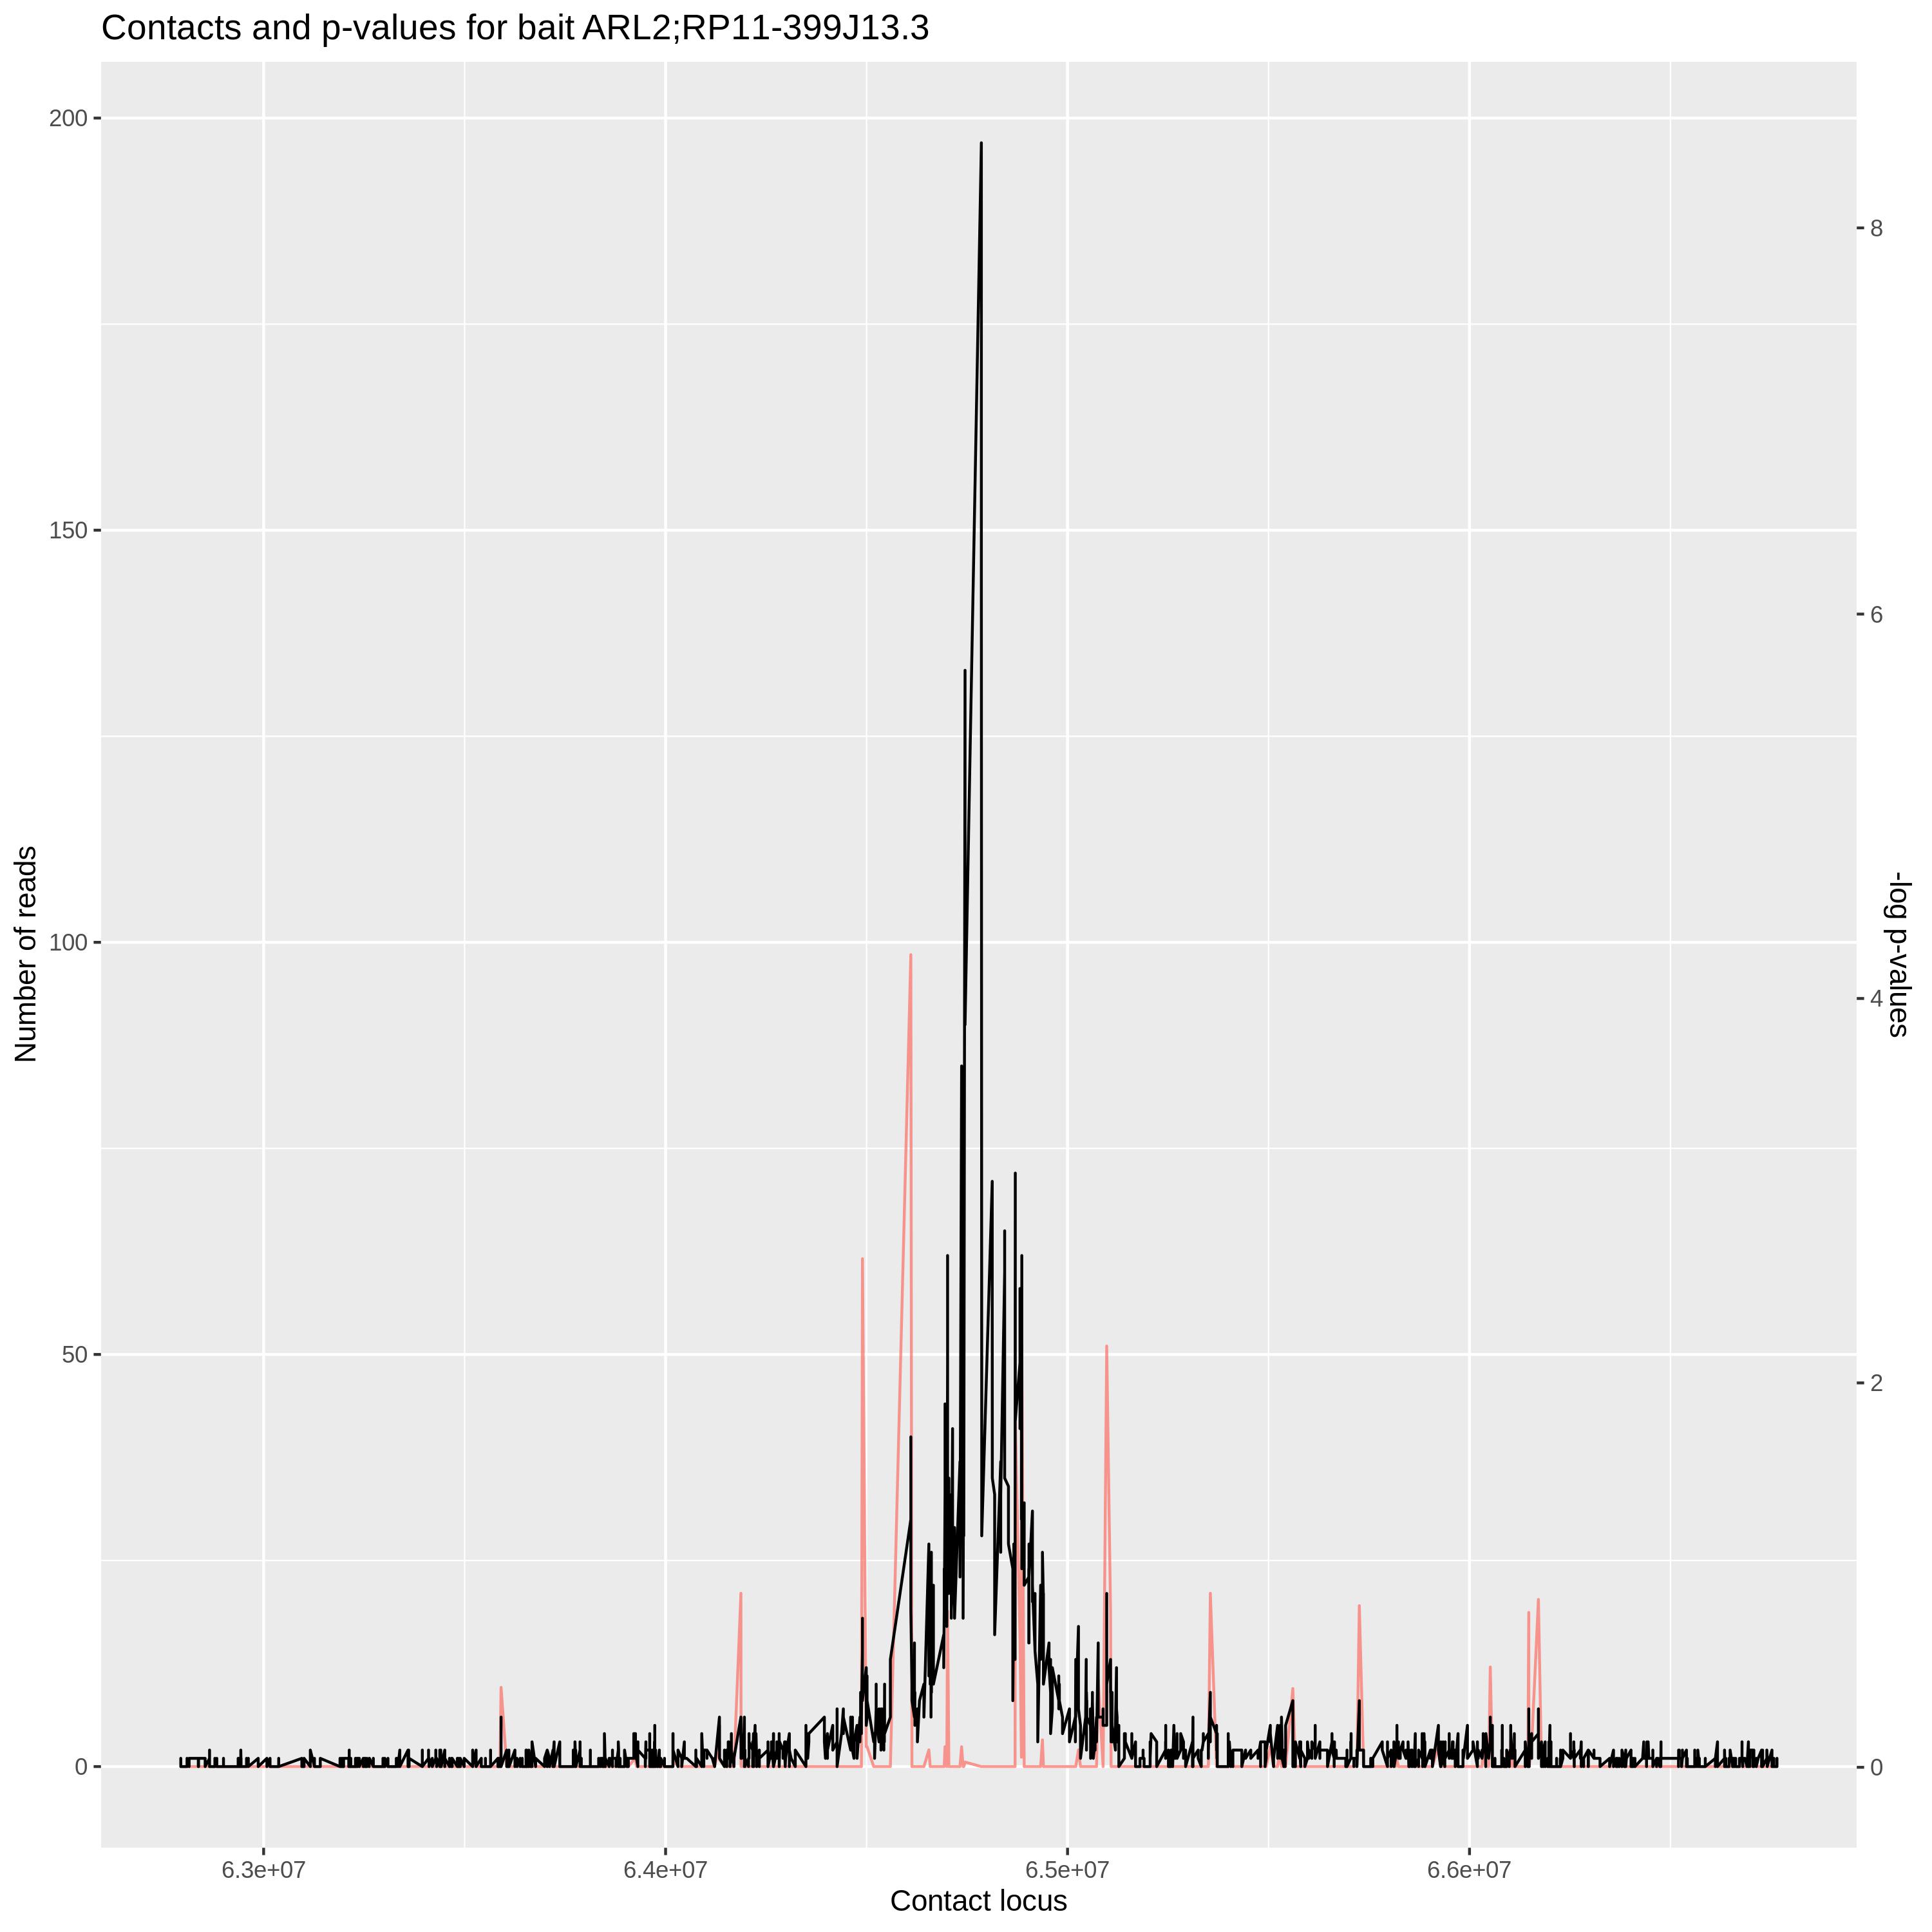 Contacts and p-values for bait ARL2;RP11-399J13.3
200
150
100
50
0
Number of reads
8
6
4
2
0
-log p-values
6.3e+07
6.4e+07
6.5e+07
6.6e+07
Contact locus